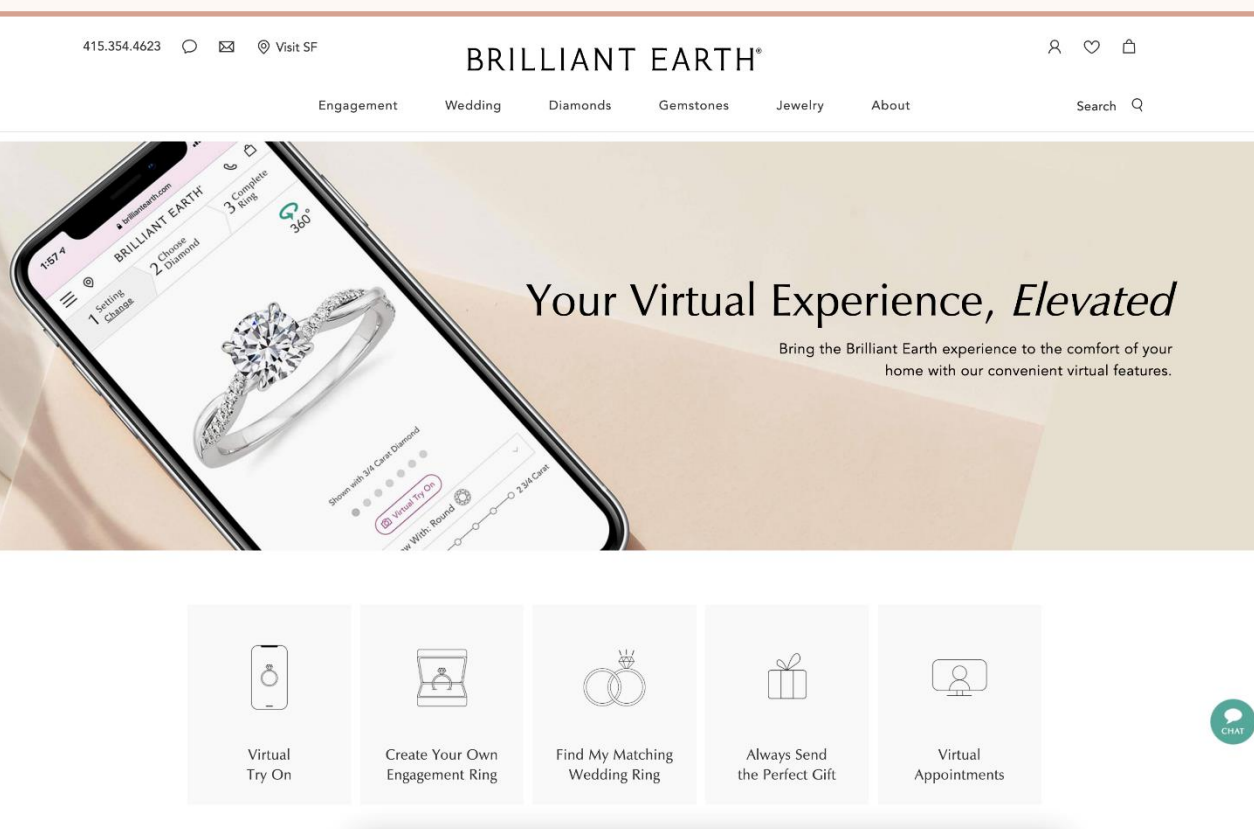 415.354.4623
Visit SF
BRILLIANT EARTH®
Engagement Wedding Diamonds Gemstones Jewelry About
Search
1:57
brilliantearth.com
BRILLIANT EARTH®
1 Setting
Change
2 Choose
Diamond
3 Complete
Ring
360°
Shown with 3/4 Carat Diamond
Virtual Try On
ew With: Round
2 3/4 Carat
Your Virtual Experience, Elevated
Bring the Brilliant Earth experience to the comfort of your
home with our convenient virtual features.
Virtual
Try On
Create Your Own
Engagement Ring
Find My Matching
Wedding Ring
Always Send
the Perfect Gift
Virtual
Appointments
CHAT